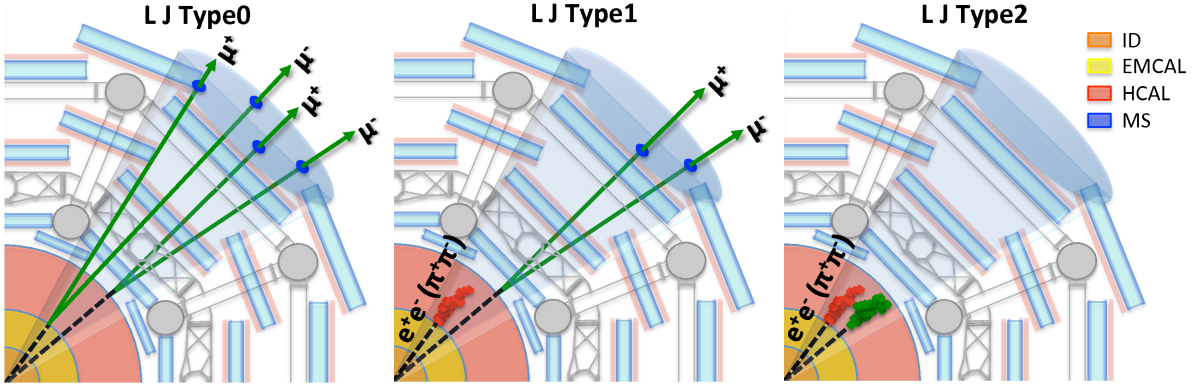 L J Type0
L J Type1
L J Type2
μ⁺
μ⁻
μ⁺
μ⁻
μ⁺
μ⁻
e⁺e⁻ (π⁺π⁻)
e⁺e⁻ (π⁺π⁻)
ID
EMCAL
HCAL
MS